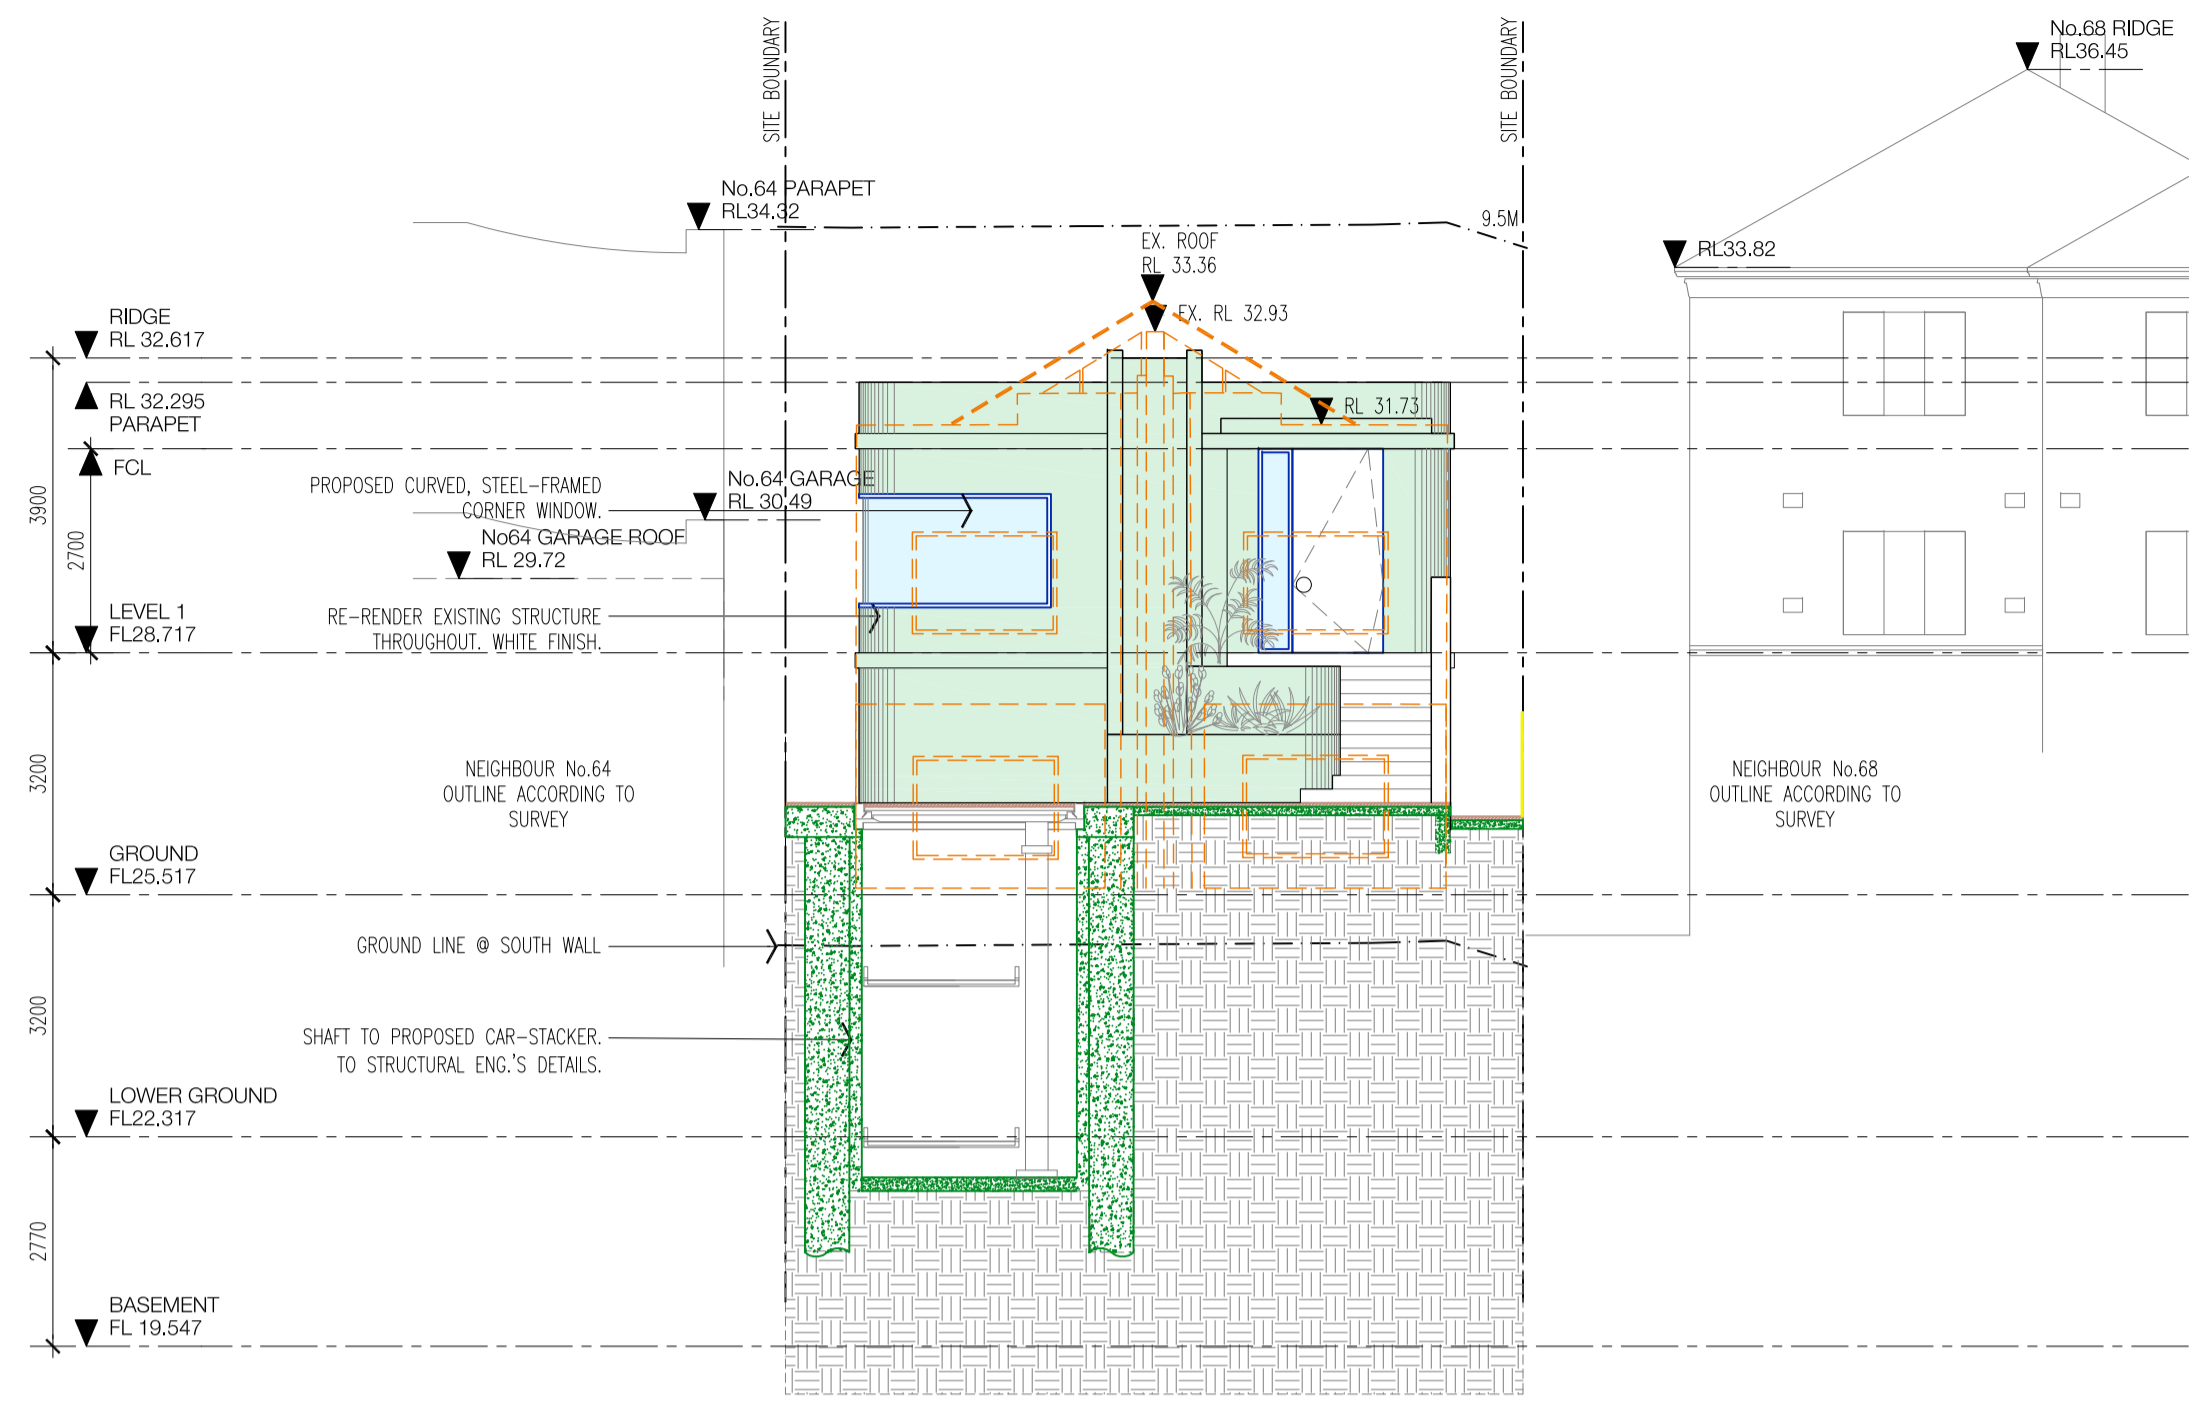 SITE BOUNDARY
SITE BOUNDARY
No.68 RIDGE
RL36.45
No.64 PARAPET
RL34.32
9.5M
EX. ROOF
RL 33.36
RL33.82
EX. RL 32.93
RIDGE
RL 32.617
RL 32.295
PARAPET
RL 31.73
FCL
No.64 GARAGE
RL 30.49
PROPOSED CURVED, STEEL-FRAMED
CORNER WINDOW.
3900
2700
No64 GARAGE ROOF
RL 29.72
LEVEL 1
FL28.717
RE-RENDER EXISTING STRUCTURE
THROUGHOUT. WHITE FINISH.
3200
NEIGHBOUR No.64
OUTLINE ACCORDING TO
SURVEY
NEIGHBOUR No.68
OUTLINE ACCORDING TO
SURVEY
GROUND
FL25.517
GROUND LINE @ SOUTH WALL
3200
SHAFT TO PROPOSED CAR-STACKER.
TO STRUCTURAL ENG.'S DETAILS.
LOWER GROUND
FL22.317
2770
BASEMENT
FL 19.547